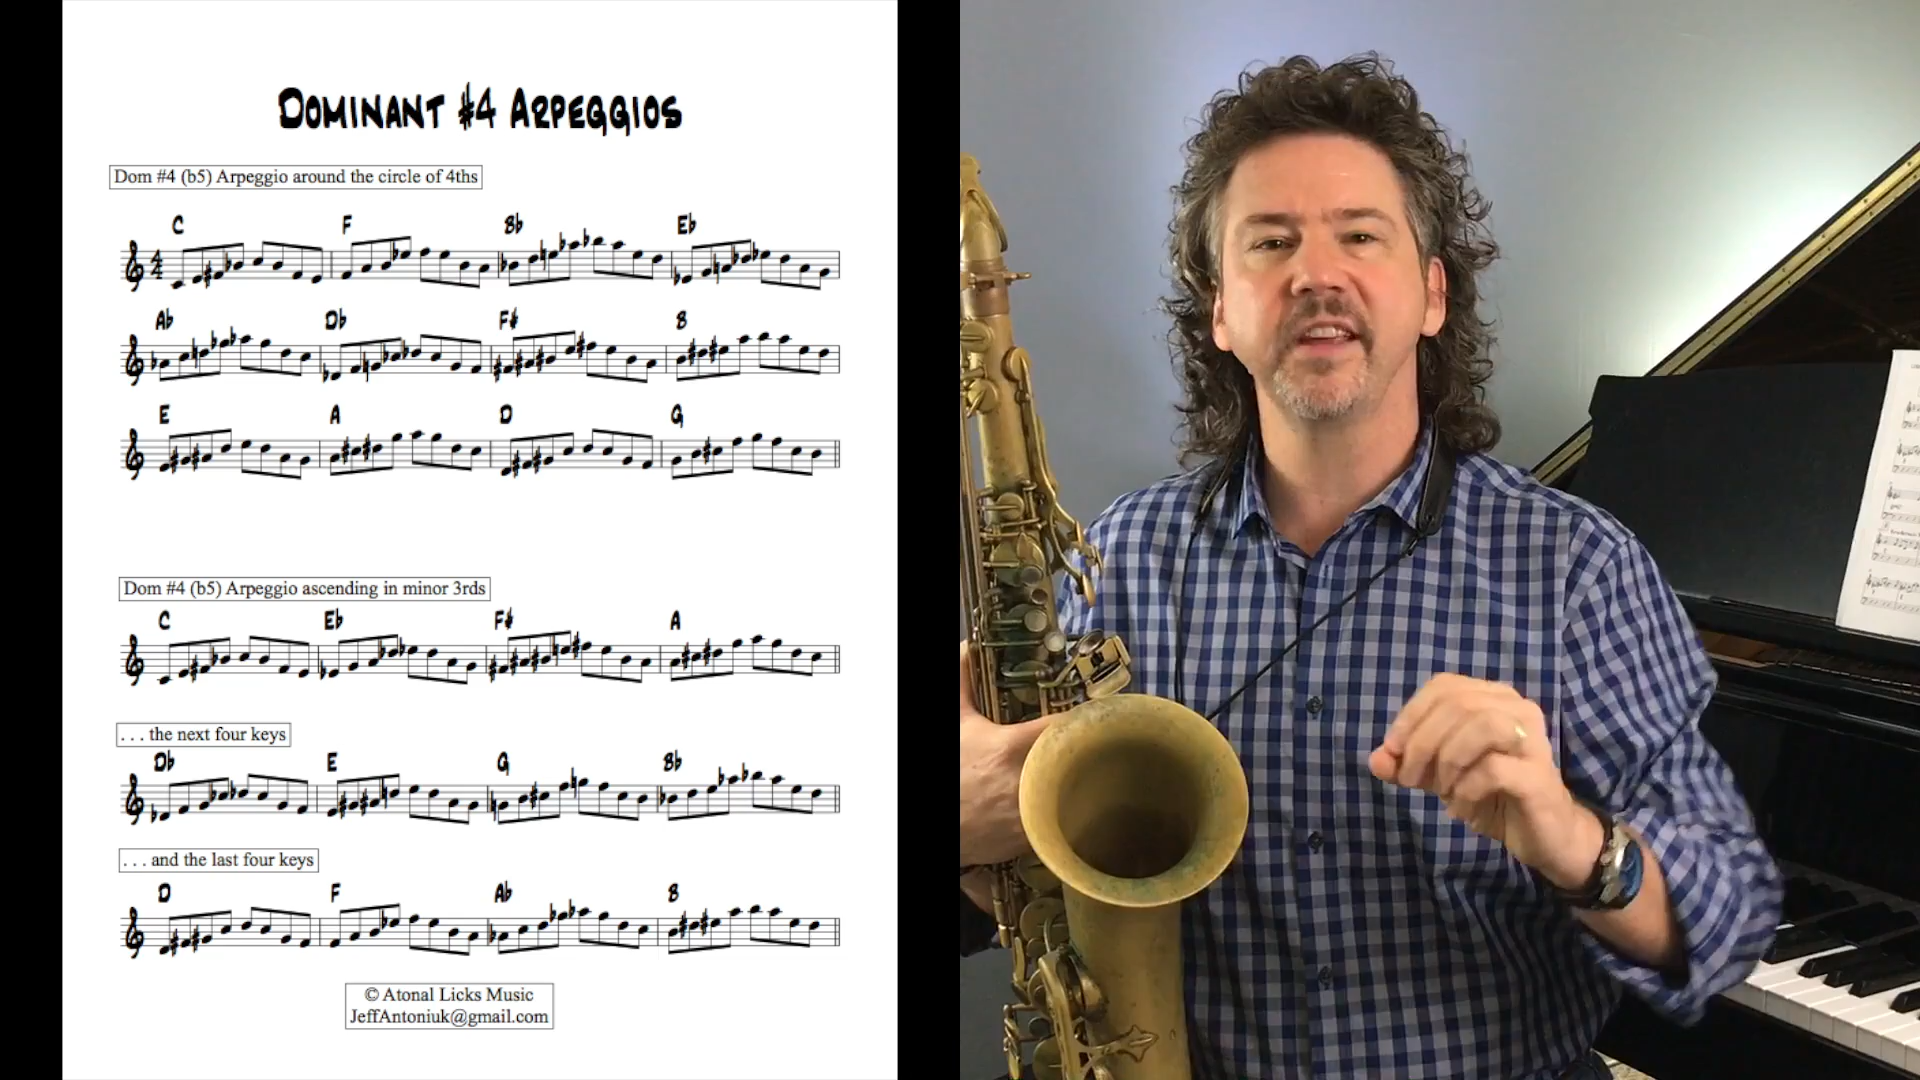 Dominant #4 Arpeggios
Dom #4 (b5) Arpeggio around the circle of 4ths
C F Bb Eb
4
4
Ab Db F# B
E A D G
Dom #4 (b5) Arpeggio ascending in minor 3rds
C Eb F# A
. . . the next four keys
Db E G Bb
. . . and the last four keys
D F Ab B
© Atonal Licks Music
JeffAntoniuk@gmail.com